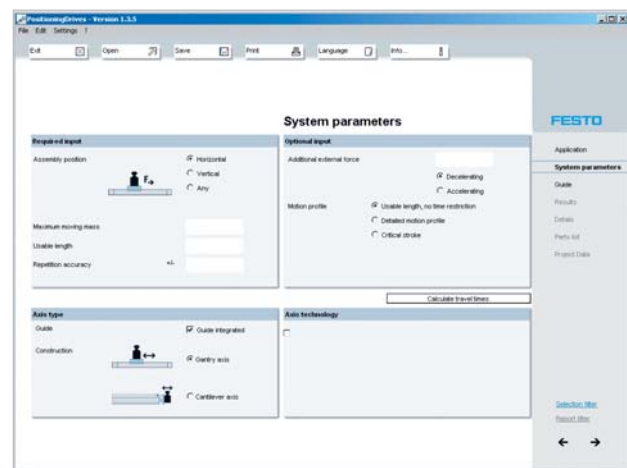 PositioningDrives - Version 1.3.5
File Edit Settings ?
Exit Open Save Print Language Info...
System parameters
FESTO
Required input
Assembly position
Horizontal
Vertical
Any
F
Maximum moving mass
Usable length
Repetition accuracy +/-
Optional input
Additional external force
Decelerating
Accelerating
Motion profile
Usable length, no time restriction
Detailed motion profile
Critical stroke
Calculate travel times
Axis type
Guide
Guide integrated
Construction
Gantry axis
Cantilever axis
Axis technology
Application
System parameters
Guide
Results
Details
Parts list
Project Data
Selection filter
Report filter